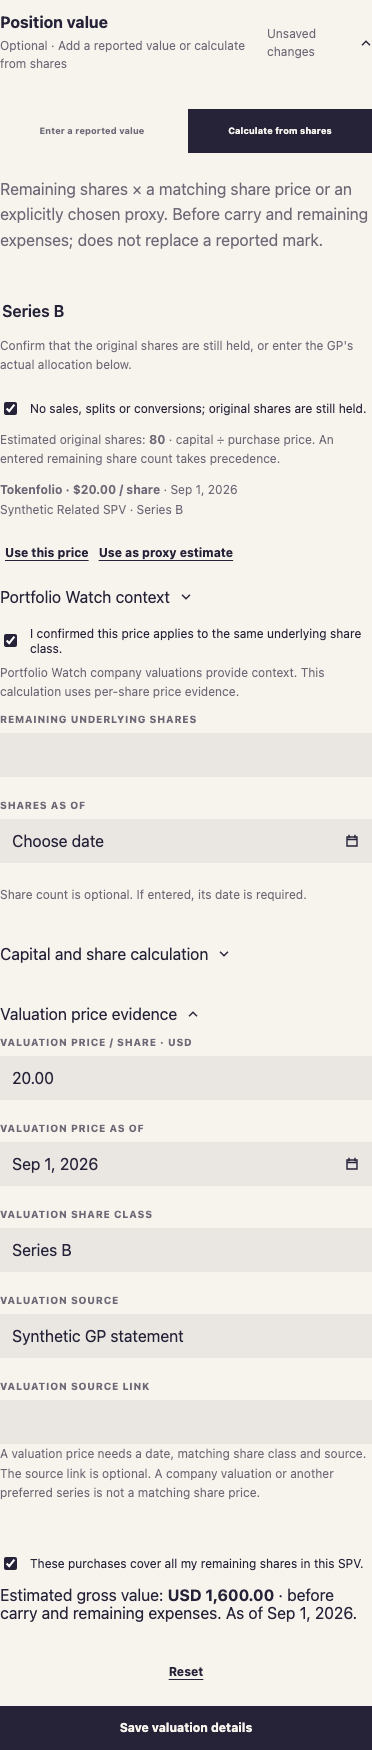 Position value
Optional · Add a reported value or calculate
from shares
Unsaved
changes
Enter a reported value
Calculate from shares
Remaining shares × a matching share price or an
explicitly chosen proxy. Before carry and remaining
expenses; does not replace a reported mark.
Series B
Confirm that the original shares are still held, or enter the GP's
actual allocation below.
No sales, splits or conversions; original shares are still held.
Estimated original shares: 80 · capital ÷ purchase price. An
entered remaining share count takes precedence.
Tokenfolio · $20.00 / share · Sep 1, 2026
Synthetic Related SPV · Series B
Use this price Use as proxy estimate
Portfolio Watch context
I confirmed this price applies to the same underlying share
class.
Portfolio Watch company valuations provide context. This
calculation uses per-share price evidence.
REMAINING UNDERLYING SHARES
SHARES AS OF
Choose date
Share count is optional. If entered, its date is required.
Capital and share calculation
Valuation price evidence
VALUATION PRICE / SHARE · USD
20.00
VALUATION PRICE AS OF
Sep 1, 2026
VALUATION SHARE CLASS
Series B
VALUATION SOURCE
Synthetic GP statement
VALUATION SOURCE LINK
A valuation price needs a date, matching share class and source.
The source link is optional. A company valuation or another
preferred series is not a matching share price.
These purchases cover all my remaining shares in this SPV.
Estimated gross value: USD 1,600.00 · before
carry and remaining expenses. As of Sep 1, 2026.
Reset
Save valuation details